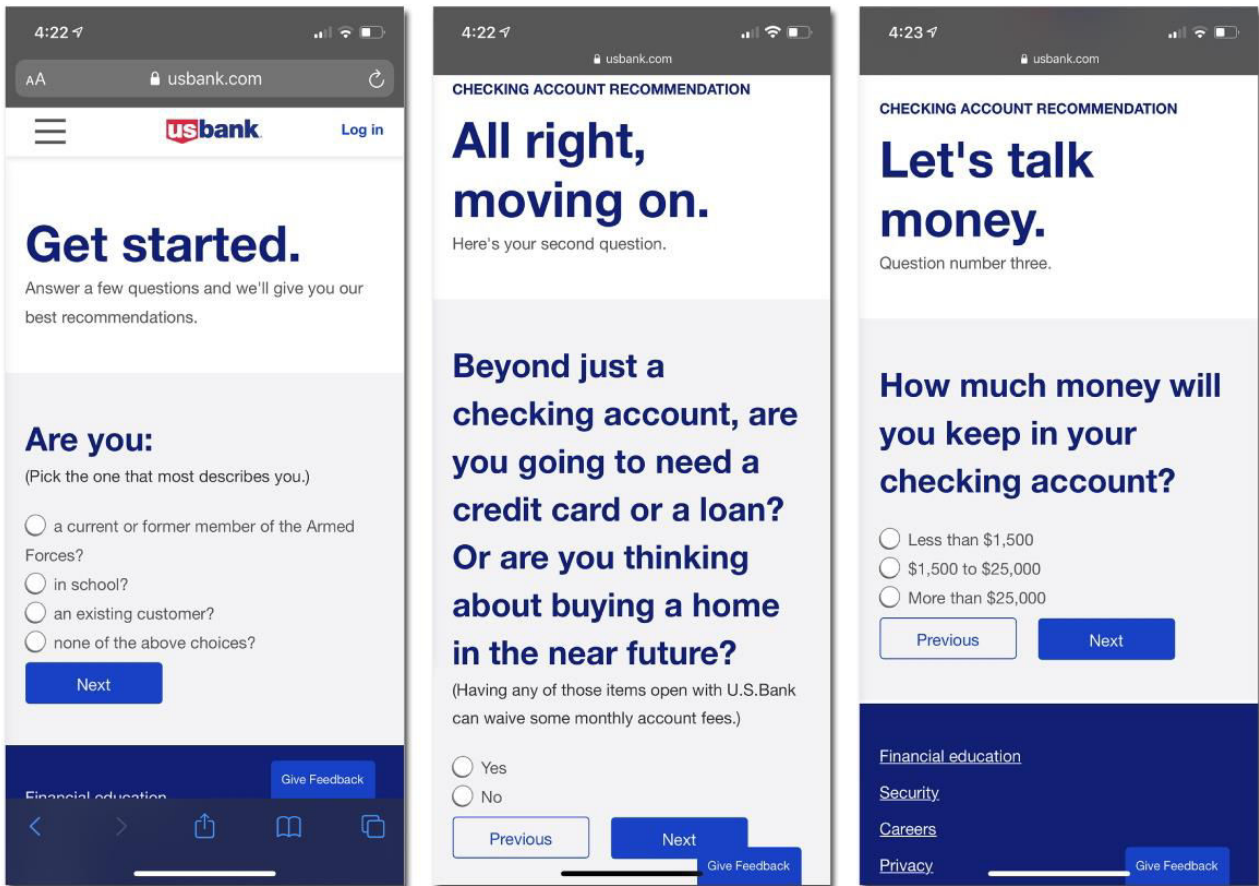 4:22
AA usbank.com
usbank Log in
Get started.
Answer a few questions and we'll give you our
best recommendations.
Are you:
(Pick the one that most describes you.)
a current or former member of the Armed
Forces?
in school?
an existing customer?
none of the above choices?
Next
Give Feedback
Financial education
4:22
usbank.com
CHECKING ACCOUNT RECOMMENDATION
All right,
moving on.
Here's your second question.
Beyond just a
checking account, are
you going to need a
credit card or a loan?
Or are you thinking
about buying a home
in the near future?
(Having any of those items open with U.S.Bank
can waive some monthly account fees.)
Yes
No
Previous Next
Give Feedback
4:23
usbank.com
CHECKING ACCOUNT RECOMMENDATION
Let's talk
money.
Question number three.
How much money will
you keep in your
checking account?
Less than $1,500
$1,500 to $25,000
More than $25,000
Previous Next
Financial education
Security
Careers
Privacy
Give Feedback